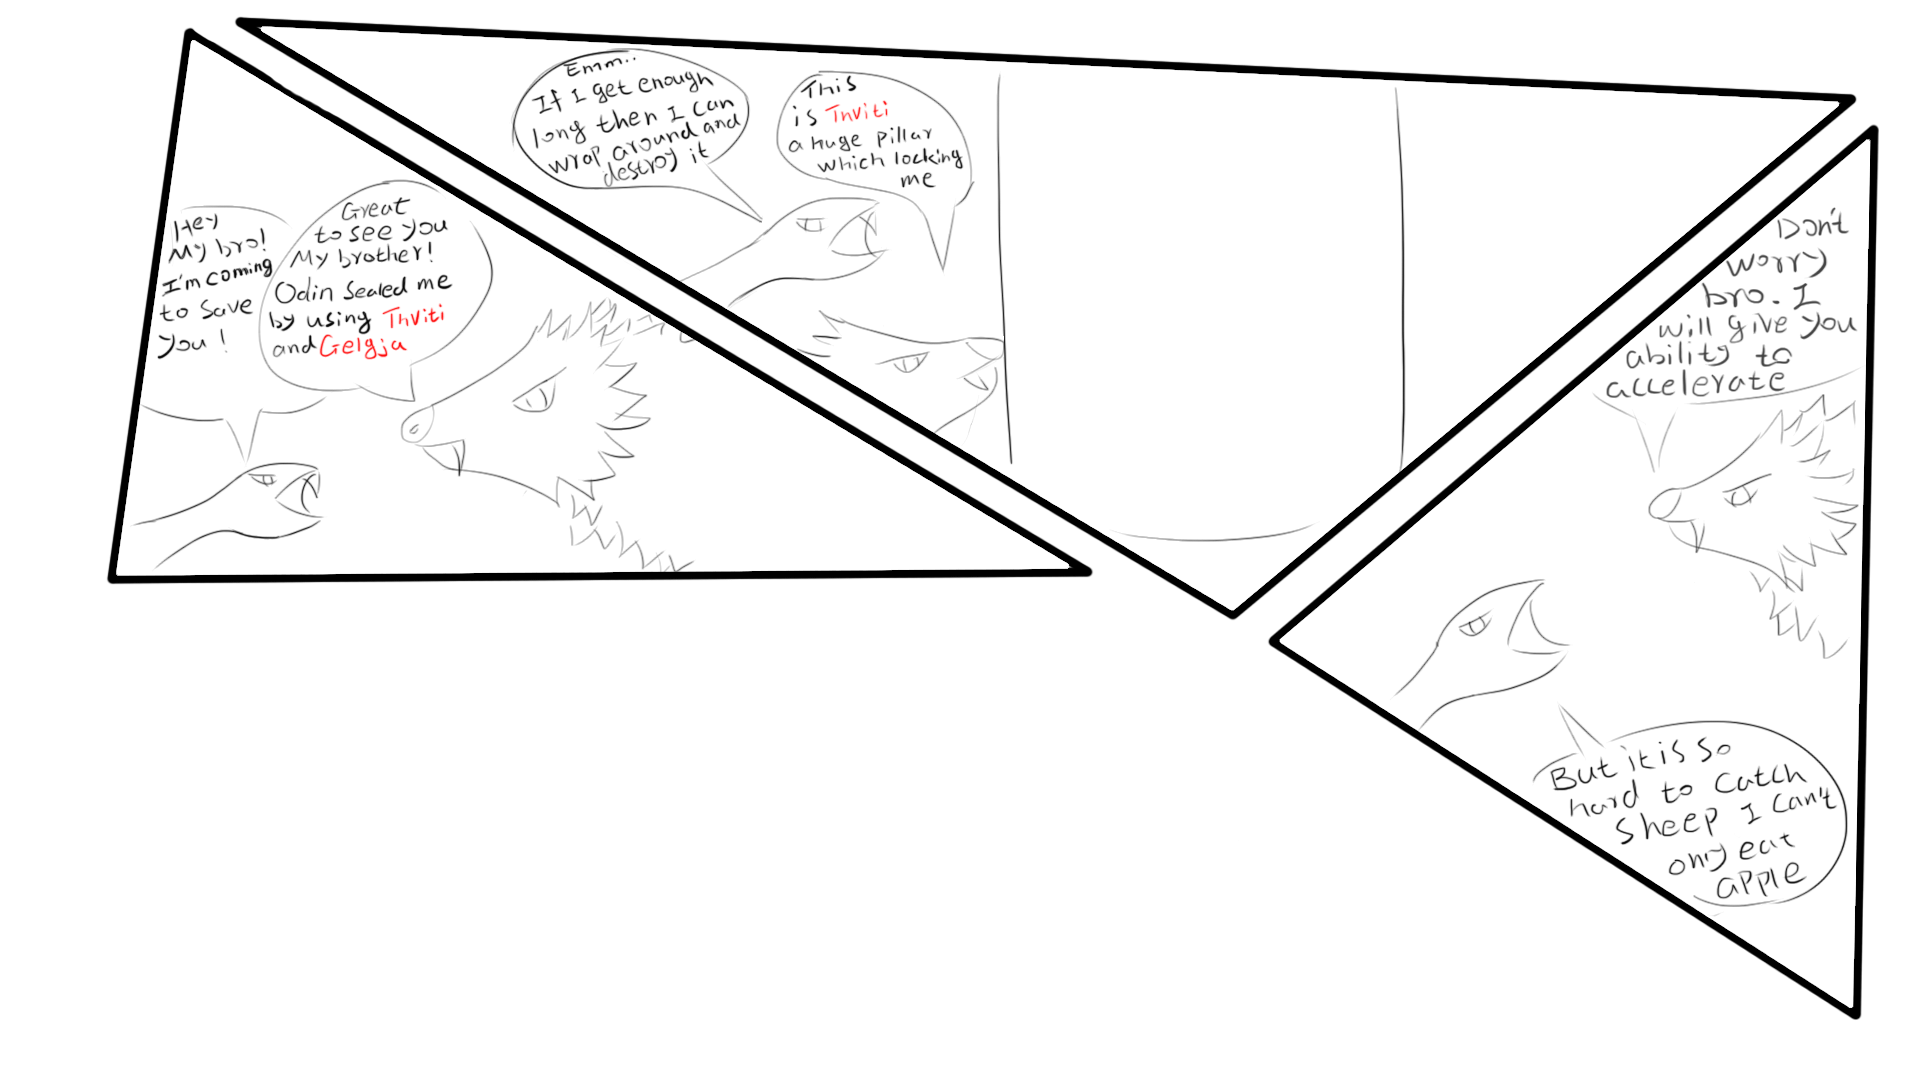 Hey
My bro!
I'm coming
to save
you !
Great
to see you
My brother!
Odin sealed me
by using Thviti
and Gelgja
Emm..
If I get enough
long then I can
wrap around and
destroy it
This
is Thviti
a huge pillar
which locking
me
Don't
worry
bro. I
will give you
ability to
accelerate
But it is so
hard to catch
sheep I can't
only eat
apple